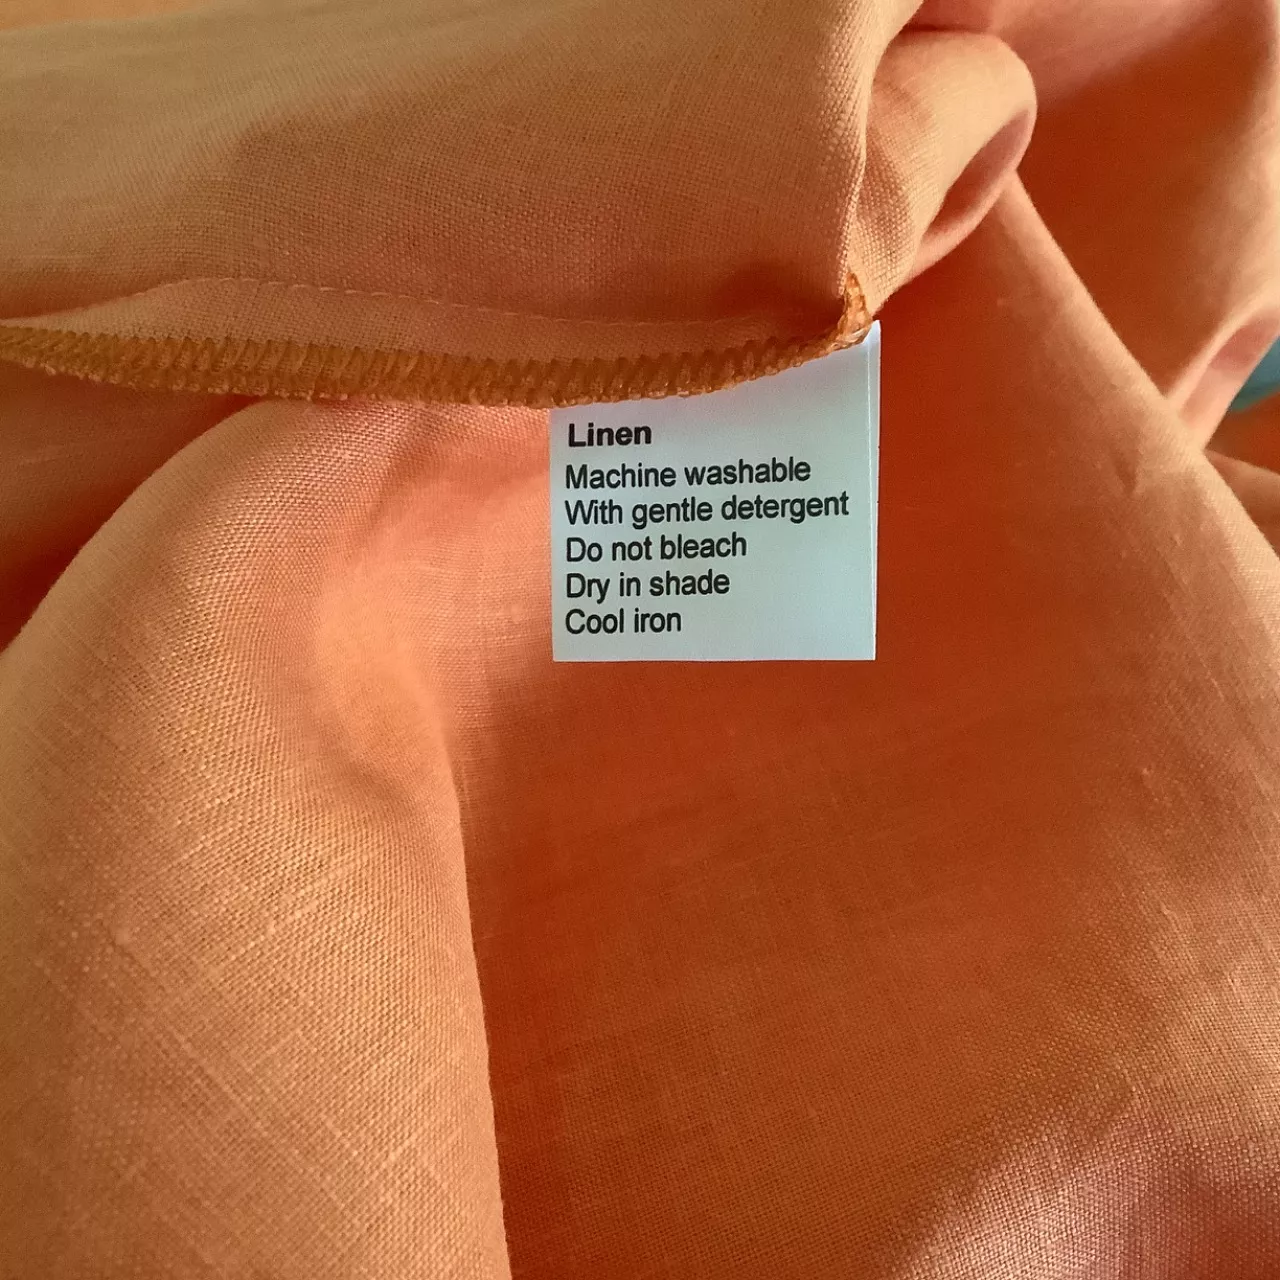 Linen
Machine washable
With gentle detergent
Do not bleach
Dry in shade
Cool iron